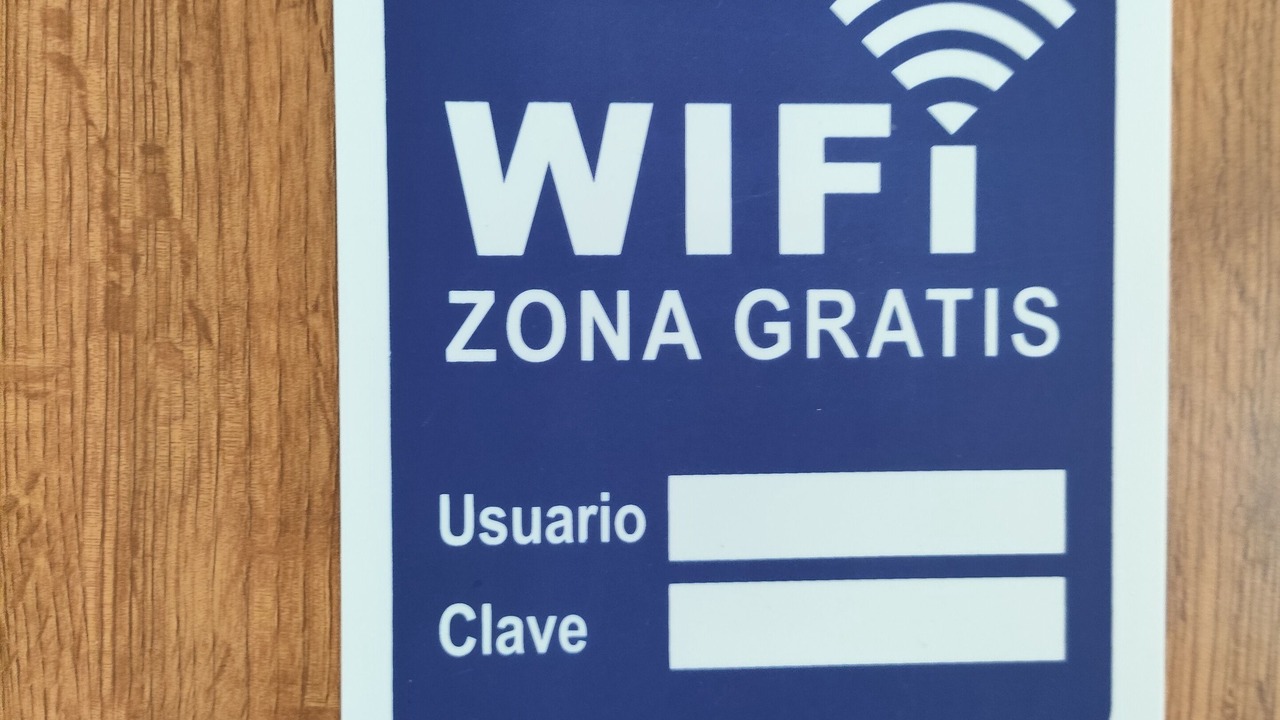 WIFi
ZONA GRATIS
Usuario
Clave